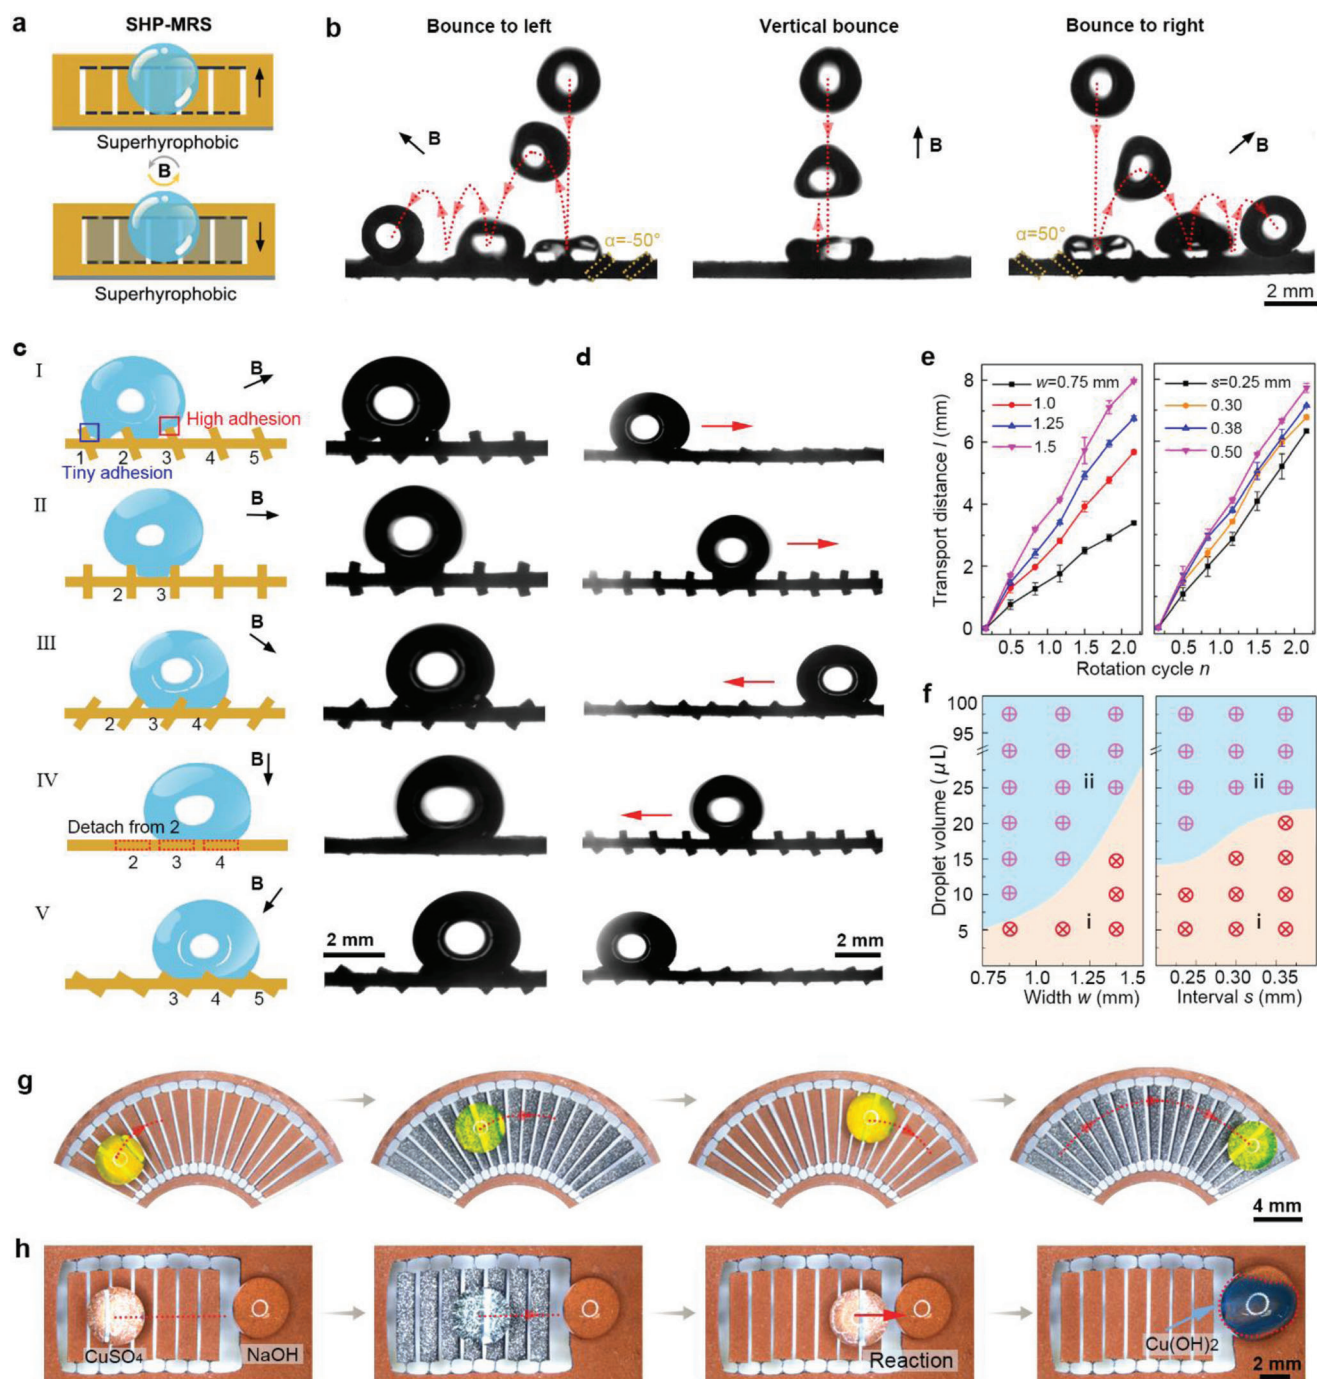 a
SHP-MRS
Superhyrophobic
B
Superhyrophobic
b
Bounce to left
Vertical bounce
Bounce to right
B
α=-50°
B
B
α=50°
2 mm
c
I
B
High adhesion
1 2 3 4 5
Tiny adhesion
II
B
2 3
III
B
2 3 4
IV
B
Detach from 2
2 3 4
V
B
3 4 5
2 mm
d
2 mm
e
Transport distance l (mm)
8
6
4
2
0
w=0.75 mm
1.0
1.25
1.5
s=0.25 mm
0.30
0.38
0.50
0.5 1.0 1.5 2.0
0.5 1.0 1.5 2.0
Rotation cycle n
f
Droplet volume (μL)
100
95
25
20
15
10
5
ii
i
ii
i
0.75 1.0 1.25 1.5
Width w (mm)
0.25 0.30 0.35
Interval s (mm)
g
4 mm
h
CuSO4
NaOH
Reaction
Cu(OH)2
2 mm